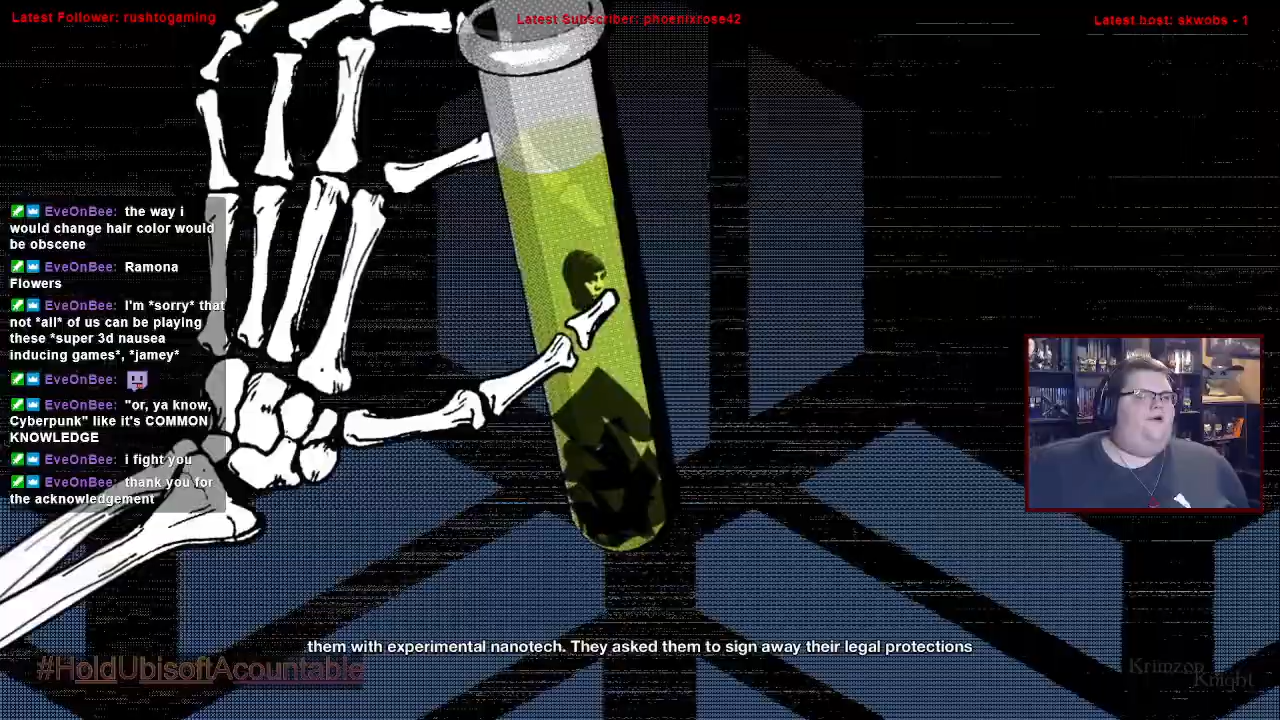 Latest Follower: rushtogaming
Latest Subscriber: phoenixrose42
Latest host: skwobs - 1
EveOnBee: the way i
would change hair color would
be obscene
EveOnBee: Ramona
Flowers
EveOnBee: I'm *sorry* that
not *all* of us can be playing
these *super 3d nausea
inducing games*, *jamey*
EveOnBee:
EveOnBee: "or, ya know,
Cyberpunk" like it's COMMON
KNOWLEDGE
EveOnBee: i fight you
EveOnBee: thank you for
the acknowledgement
them with experimental nanotech. They asked them to sign away their legal protections
#HoldUbisoftAcountable
Krimzon
Knight